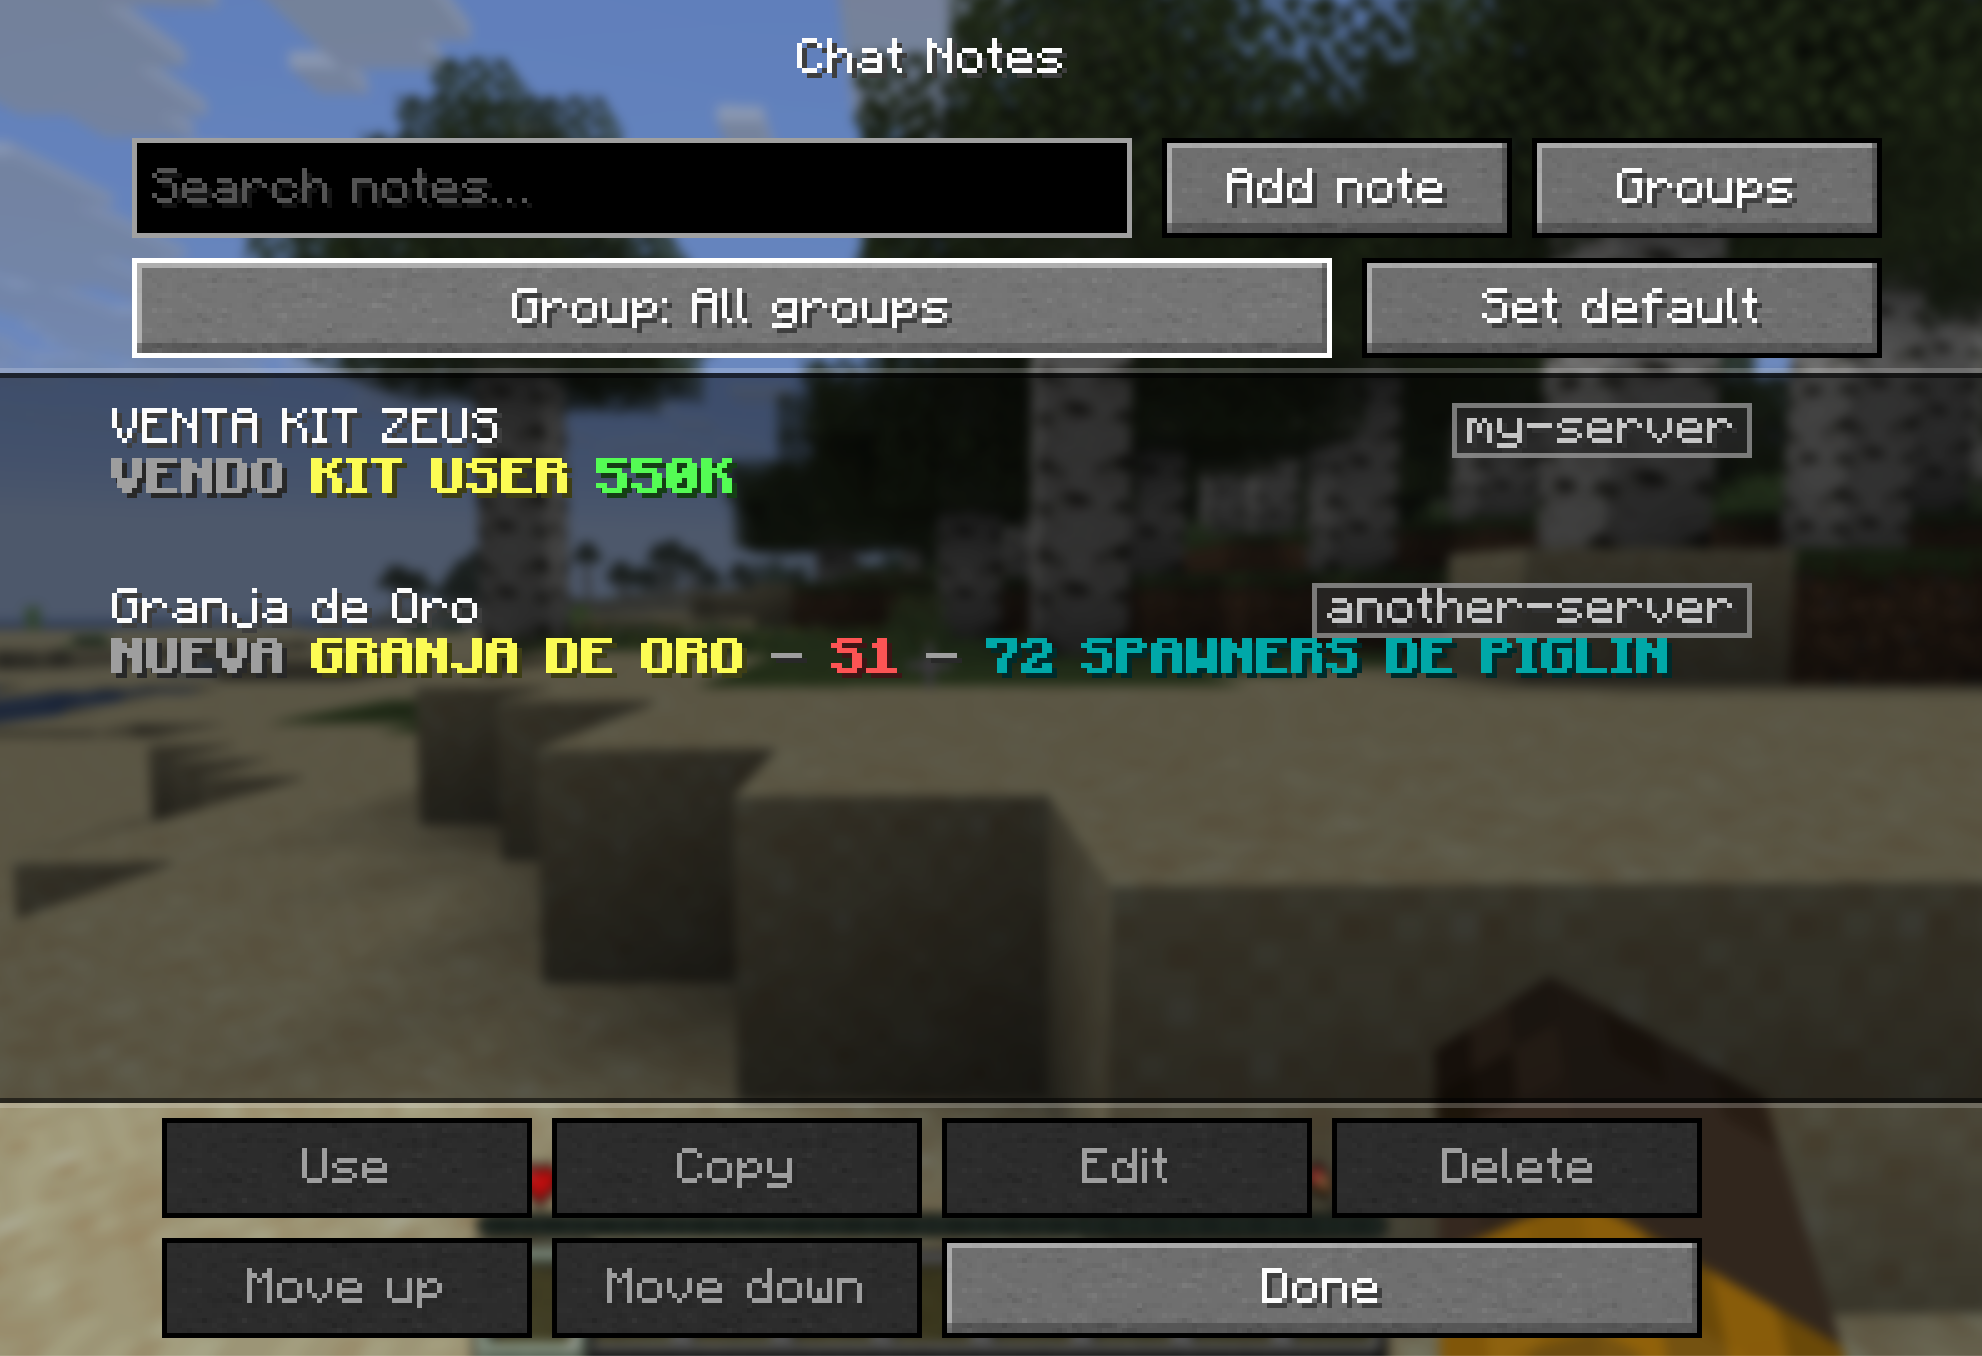 Chat Notes
Search notes...
Add note
Groups
Group: All groups
Set default
VENTA KIT ZEUS
my-server
VENDO KIT USER 550K
Granja de Oro
another-server
NUEVA GRANJA DE ORO - S1 - 72 SPAWNERS DE PIGLIN
Use
Copy
Edit
Delete
Move up
Move down
Done